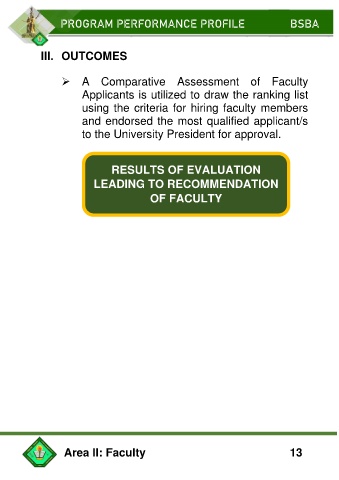 PROGRAM PERFORMANCE PROFILE BSBA
III. OUTCOMES
➢ A Comparative Assessment of Faculty
Applicants is utilized to draw the ranking list
using the criteria for hiring faculty members
and endorsed the most qualified applicant/s
to the University President for approval.
RESULTS OF EVALUATION
LEADING TO RECOMMENDATION
OF FACULTY
Area II: Faculty 13